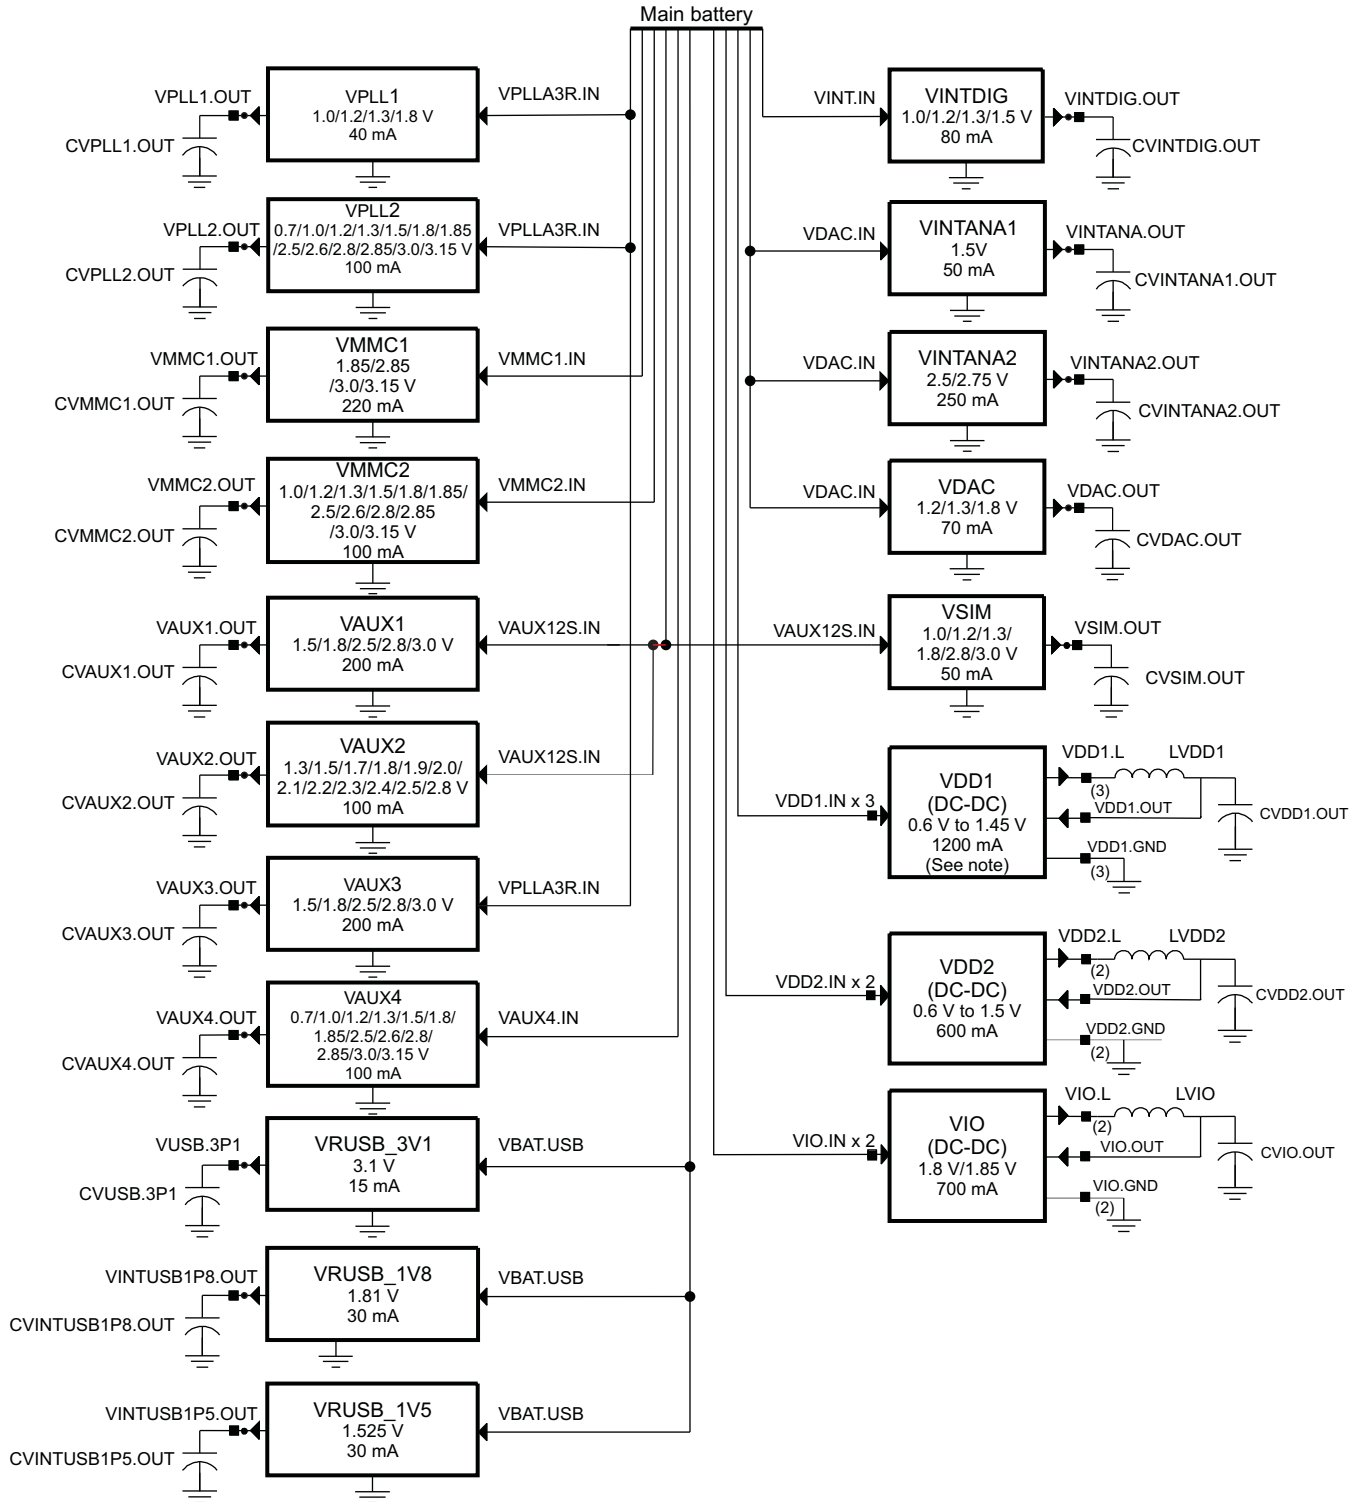 Main battery
VPLL1.OUT
CVPLL1.OUT
VPLL1
1.0/1.2/1.3/1.8 V
40 mA
VPLLA3R.IN
VPLL2.OUT
CVPLL2.OUT
VPLL2
0.7/1.0/1.2/1.3/1.5/1.8/1.85
/2.5/2.6/2.8/2.85/3.0/3.15 V
100 mA
VPLLA3R.IN
VMMC1.OUT
CVMMC1.OUT
VMMC1
1.85/2.85
/3.0/3.15 V
220 mA
VMMC1.IN
VMMC2.OUT
CVMMC2.OUT
VMMC2
1.0/1.2/1.3/1.5/1.8/1.85/
2.5/2.6/2.8/2.85
/3.0/3.15 V
100 mA
VMMC2.IN
VAUX1.OUT
CVAUX1.OUT
VAUX1
1.5/1.8/2.5/2.8/3.0 V
200 mA
VAUX12S.IN
VAUX2.OUT
CVAUX2.OUT
VAUX2
1.3/1.5/1.7/1.8/1.9/2.0/
2.1/2.2/2.3/2.4/2.5/2.8 V
100 mA
VAUX12S.IN
VAUX3.OUT
CVAUX3.OUT
VAUX3
1.5/1.8/2.5/2.8/3.0 V
200 mA
VPLLA3R.IN
VAUX4.OUT
CVAUX4.OUT
VAUX4
0.7/1.0/1.2/1.3/1.5/1.8/
1.85/2.5/2.6/2.8/
2.85/3.0/3.15 V
100 mA
VAUX4.IN
VUSB.3P1
CVUSB.3P1
VRUSB_3V1
3.1 V
15 mA
VBAT.USB
VINTUSB1P8.OUT
CVINTUSB1P8.OUT
VRUSB_1V8
1.81 V
30 mA
VBAT.USB
VINTUSB1P5.OUT
CVINTUSB1P5.OUT
VRUSB_1V5
1.525 V
30 mA
VBAT.USB
VINT.IN
VINTDIG
1.0/1.2/1.3/1.5 V
80 mA
VINTDIG.OUT
CVINTDIG.OUT
VDAC.IN
VINTANA1
1.5V
50 mA
VINTANA.OUT
CVINTANA1.OUT
VDAC.IN
VINTANA2
2.5/2.75 V
250 mA
VINTANA2.OUT
CVINTANA2.OUT
VDAC.IN
VDAC
1.2/1.3/1.8 V
70 mA
VDAC.OUT
CVDAC.OUT
VAUX12S.IN
VSIM
1.0/1.2/1.3/
1.8/2.8/3.0 V
50 mA
VSIM.OUT
CVSIM.OUT
VDD1.IN x 3
VDD1
(DC-DC)
0.6 V to 1.45 V
1200 mA
(See note)
VDD1.L
LVDD1
(3)
VDD1.OUT
CVDD1.OUT
VDD1.GND
(3)
VDD2.IN x 2
VDD2
(DC-DC)
0.6 V to 1.5 V
600 mA
VDD2.L
LVDD2
(2)
VDD2.OUT
CVDD2.OUT
VDD2.GND
(2)
VIO.IN x 2
VIO
(DC-DC)
1.8 V/1.85 V
700 mA
VIO.L
LVIO
(2)
VIO.OUT
CVIO.OUT
VIO.GND
(2)